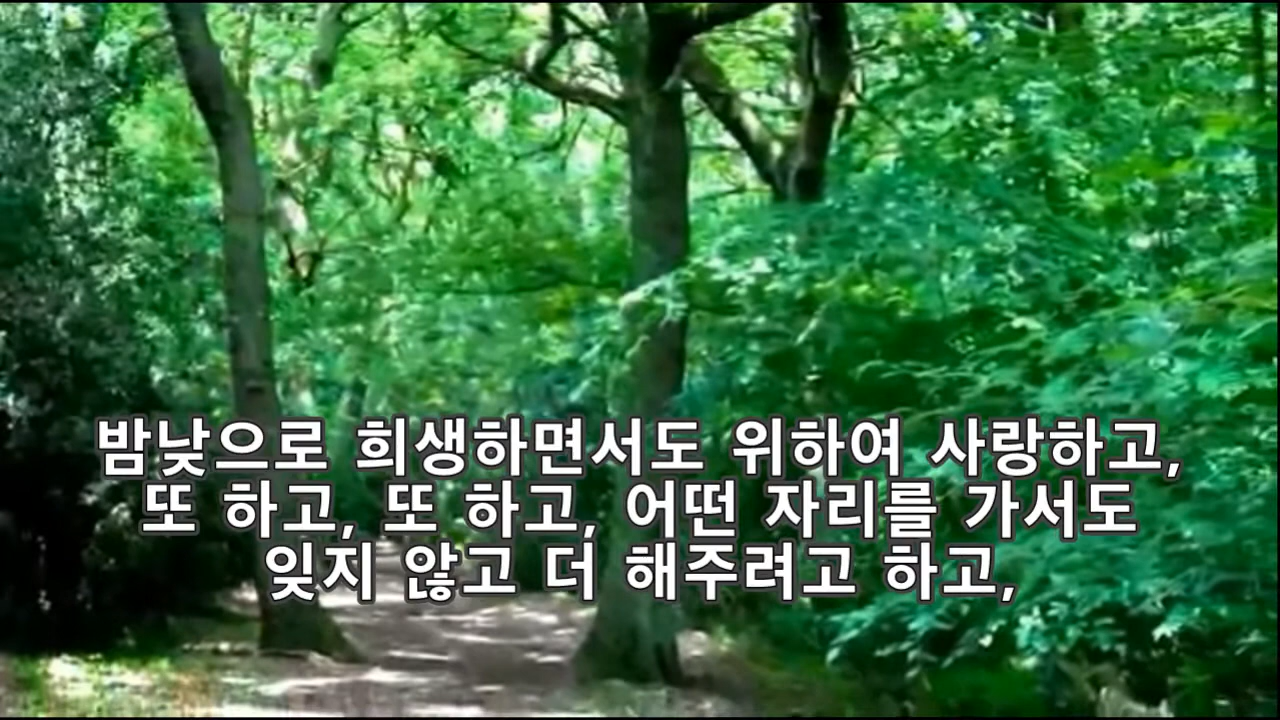 밤낮으로 희생하면서도 위하여 사랑하고,
또 하고, 또 하고, 어떤 자리를 가서도
잊지 않고 더 해주려고 하고,